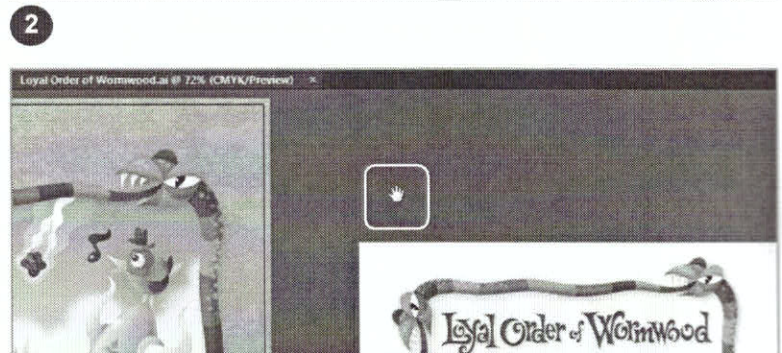 2
Loyal Order of Wormwood.ai @ 72% (CMYK/Preview) ×
Loyal Order of Wormwood